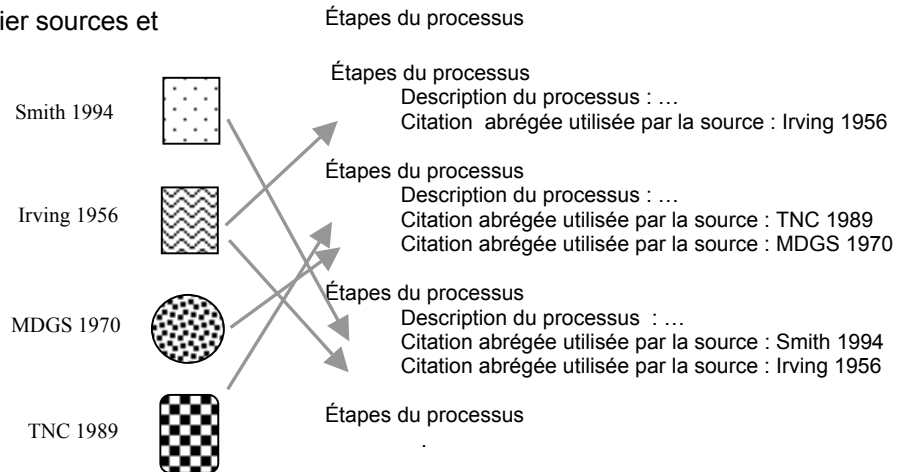 ier sources et
Étapes du processus
Étapes du processus
Description du processus : …
Citation abrégée utilisée par la source : Irving 1956
Étapes du processus
Description du processus : …
Citation abrégée utilisée par la source : TNC 1989
Citation abrégée utilisée par la source : MDGS 1970
Étapes du processus
Description du processus : …
Citation abrégée utilisée par la source : Smith 1994
Citation abrégée utilisée par la source : Irving 1956
Étapes du processus
.
Smith 1994
Irving 1956
MDGS 1970
TNC 1989